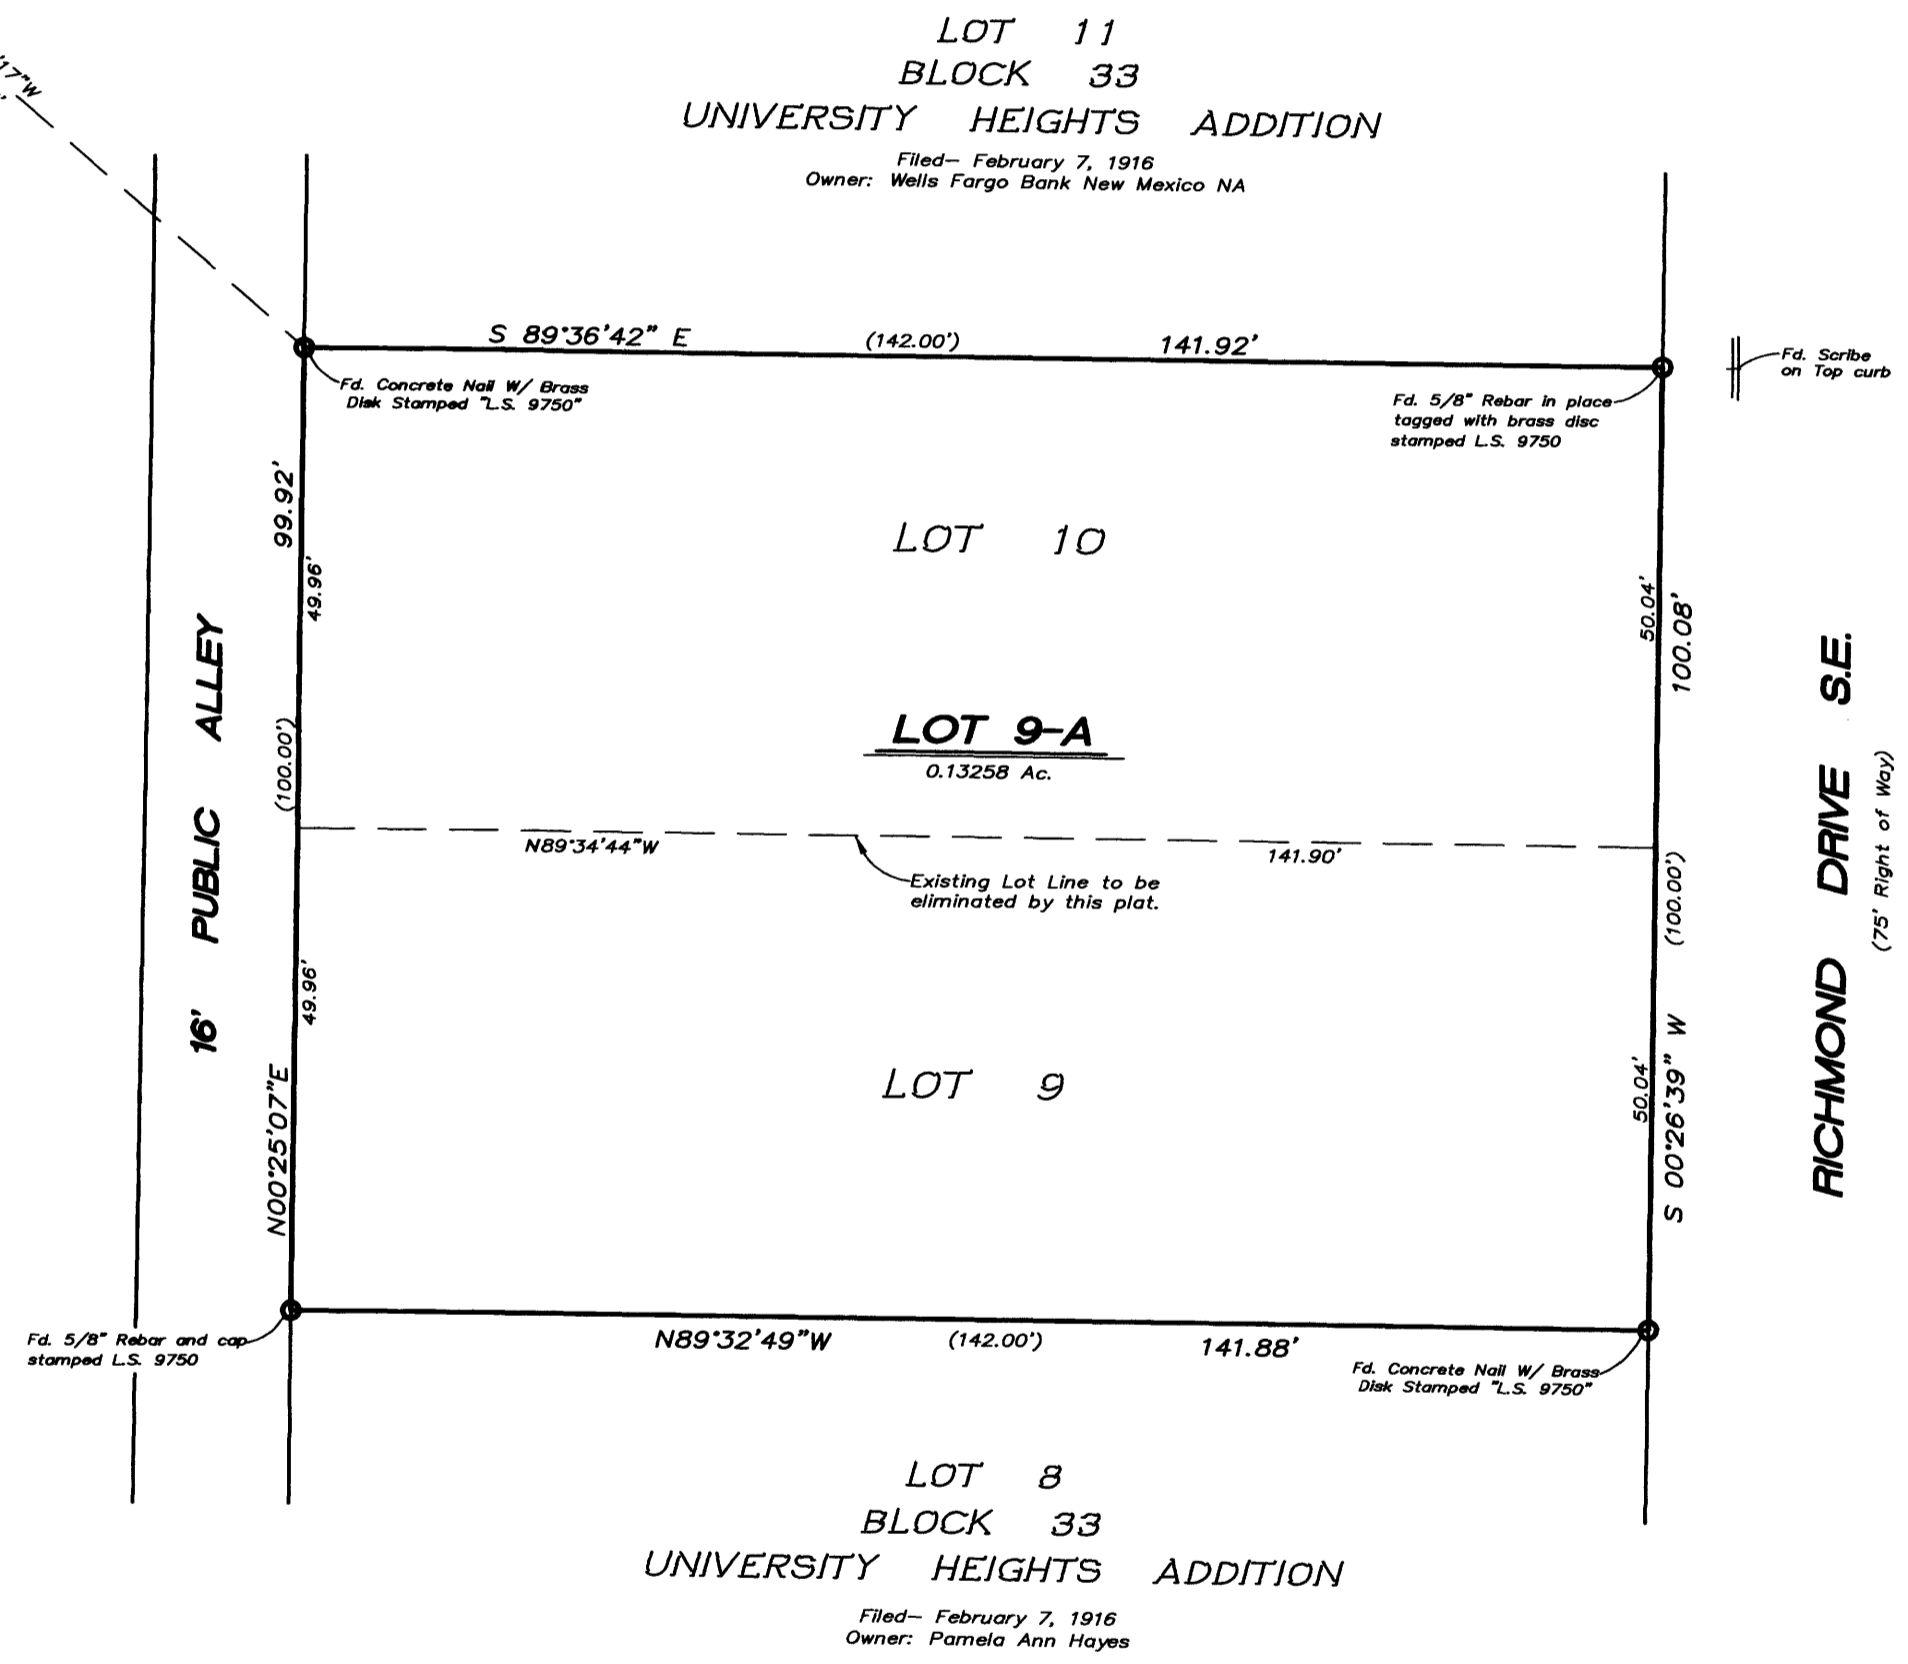 LOT 11
BLOCK 33
UNIVERSITY HEIGHTS ADDITION
Filed– February 7, 1916
Owner: Wells Fargo Bank New Mexico NA
17"W
S 89°36'42" E (142.00') 141.92'
Fd. Concrete Nail W/ Brass
Disk Stamped "L.S. 9750"
Fd. 5/8" Rebar in place
tagged with brass disc
stamped L.S. 9750
Fd. Scribe
on Top curb
99.92'
49.96'
(100.00')
49.96'
N00°25'07"E
16' PUBLIC ALLEY
LOT 10
LOT 9-A
0.13258 Ac.
N89°34'44"W 141.90'
Existing Lot Line to be
eliminated by this plat.
LOT 9
50.04'
100.08'
(100.00')
50.04'
S 00°26'39" W
RICHMOND DRIVE S.E.
(75' Right of Way)
Fd. 5/8" Rebar and cap
stamped L.S. 9750
N89°32'49"W (142.00') 141.88'
Fd. Concrete Nail W/ Brass
Disk Stamped "L.S. 9750"
LOT 8
BLOCK 33
UNIVERSITY HEIGHTS ADDITION
Filed– February 7, 1916
Owner: Pamela Ann Hayes